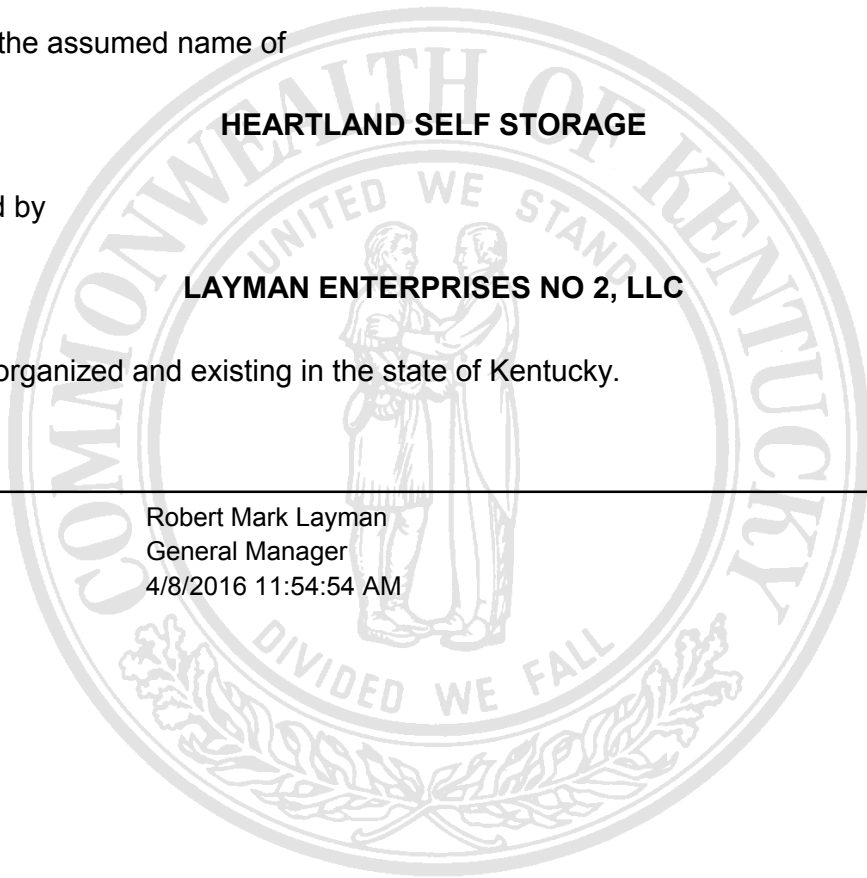 the assumed name of
HEARTLAND SELF STORAGE
d by
LAYMAN ENTERPRISES NO 2, LLC
organized and existing in the state of Kentucky.
Robert Mark Layman
General Manager
4/8/2016 11:54:54 AM
COMMONWEALTH OF KENTUCKY
UNITED WE STAND
DIVIDED WE FALL